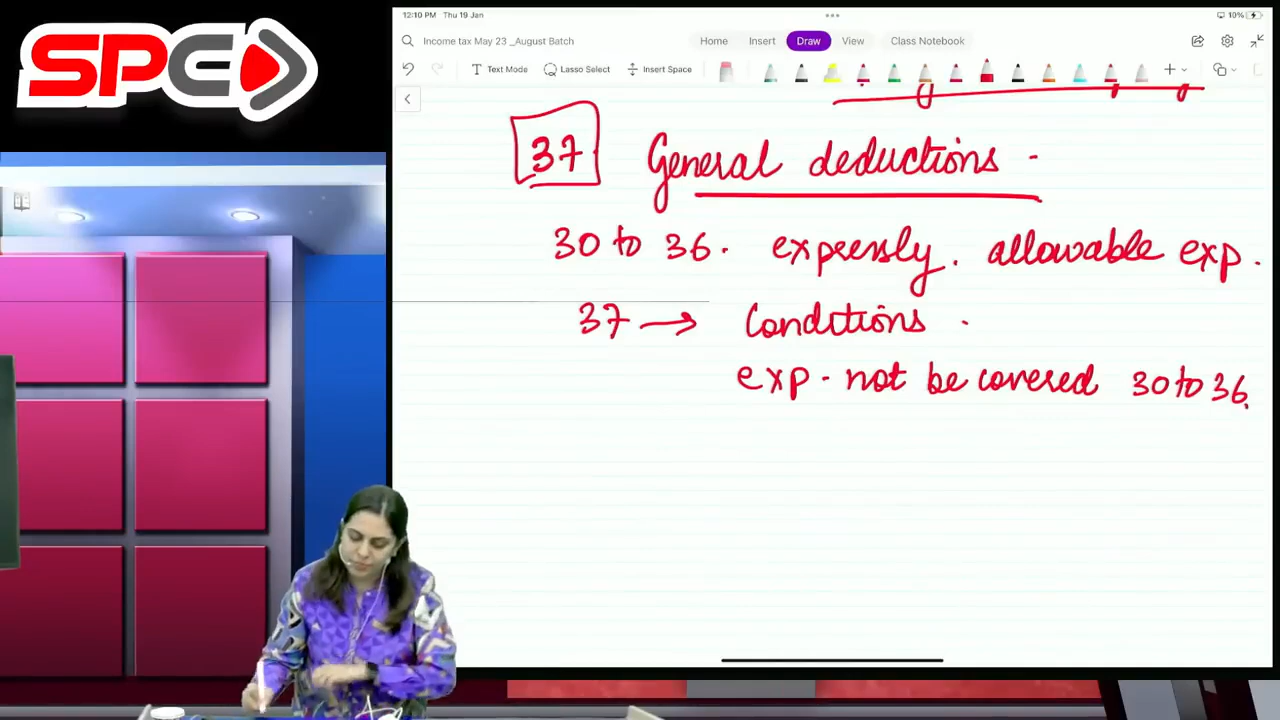 SPC
12:10 PM Thu 19 Jan
10%
Income tax May 23 _August Batch
Home Insert Draw View Class Notebook
Text Mode Lasso Select Insert Space
37 General deductions.
30 to 36. expressly. allowable exp.
37 → Conditions.
exp. not be covered 30 to 36.